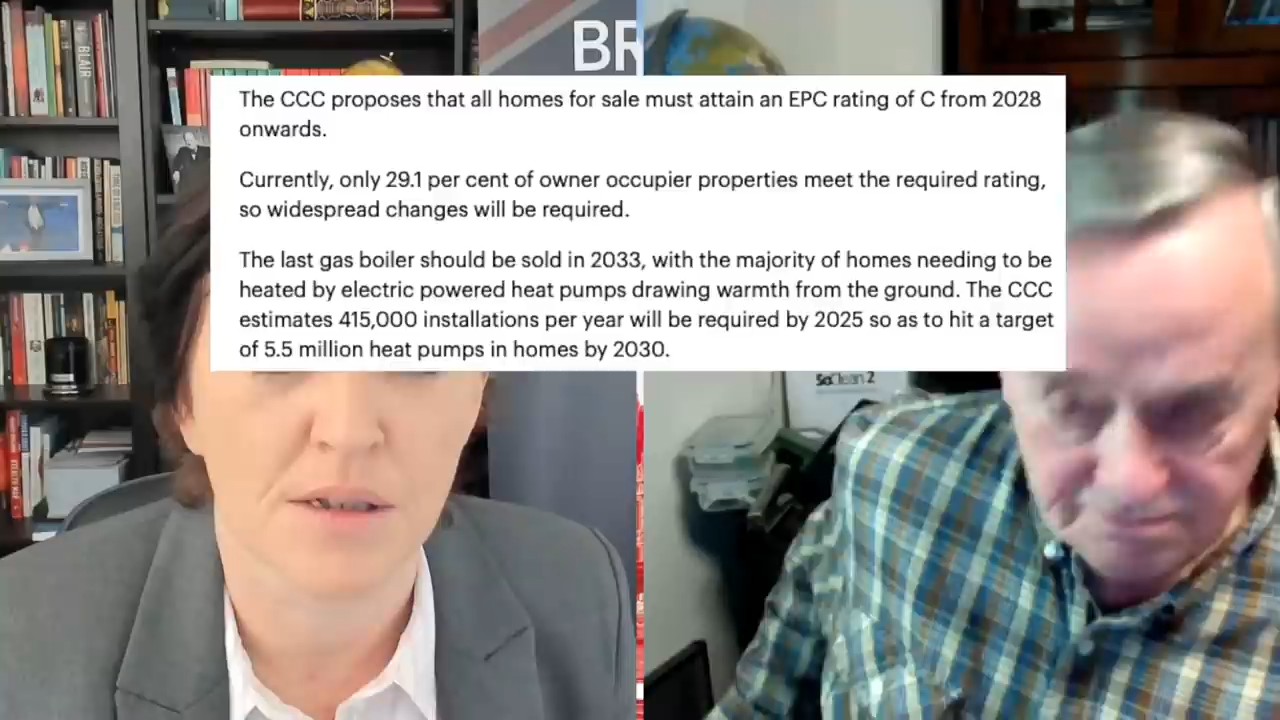 BLAIR
BR
The CCC proposes that all homes for sale must attain an EPC rating of C from 2028
onwards.
Currently, only 29.1 per cent of owner occupier properties meet the required rating,
so widespread changes will be required.
The last gas boiler should be sold in 2033, with the majority of homes needing to be
heated by electric powered heat pumps drawing warmth from the ground. The CCC
estimates 415,000 installations per year will be required by 2025 so as to hit a target
of 5.5 million heat pumps in homes by 2030.
SoClean 2